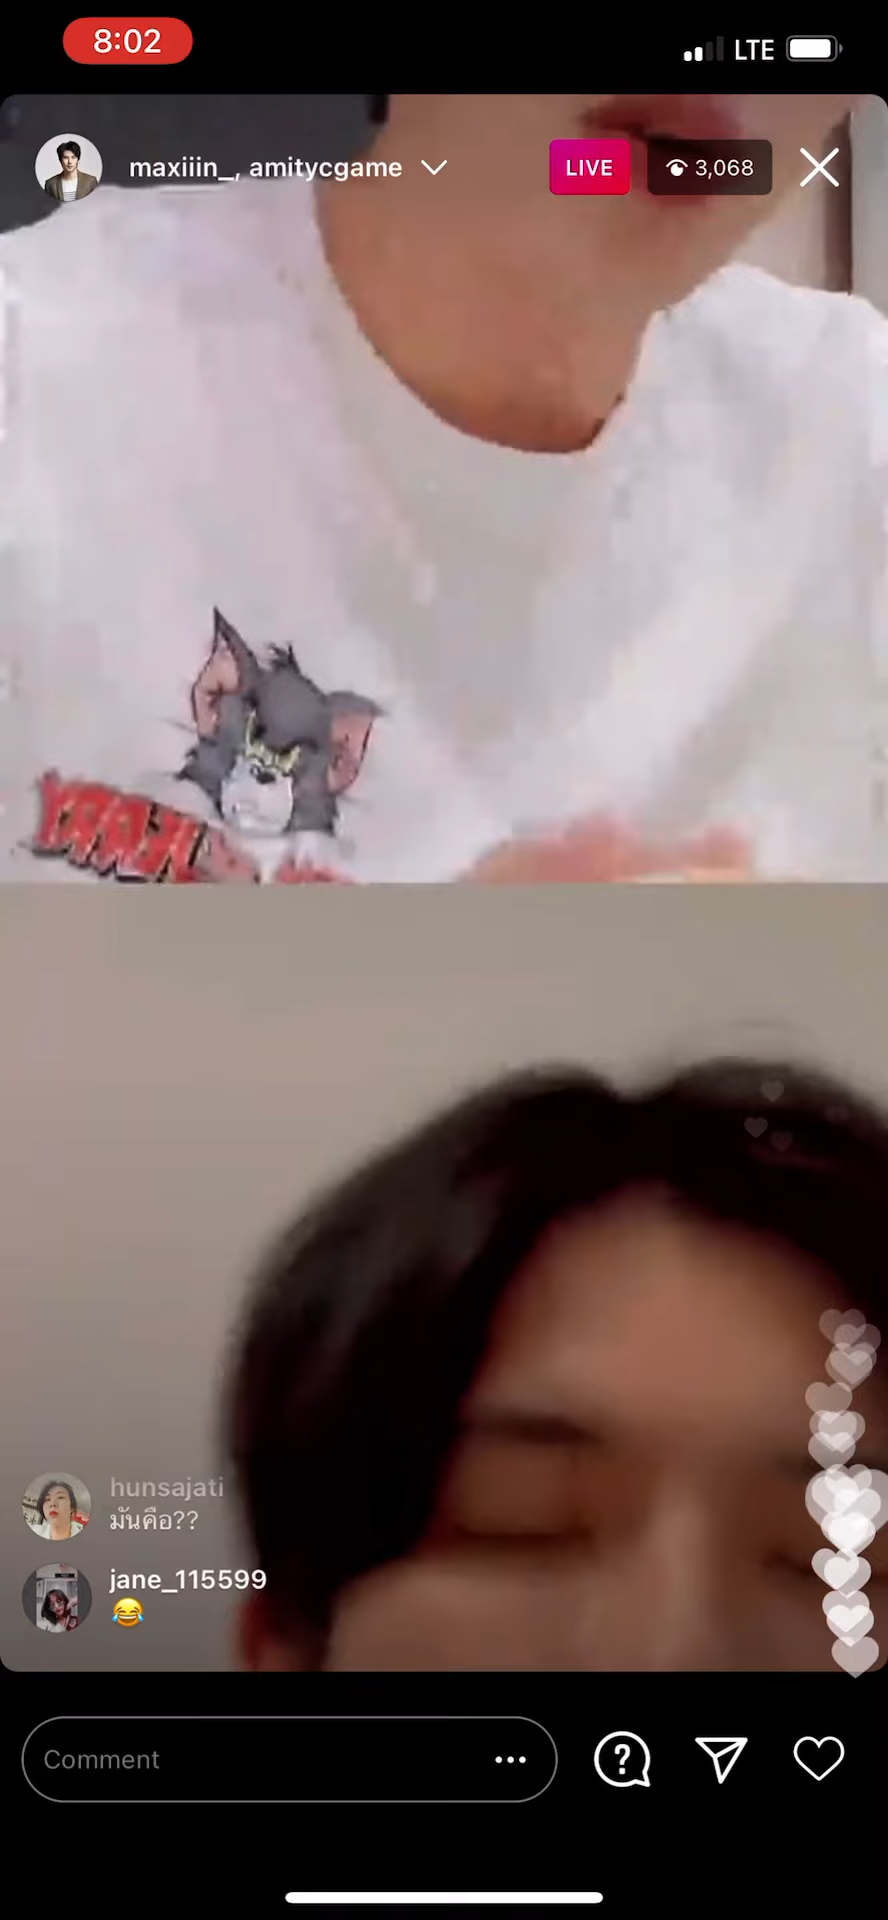 8:02
LTE
maxiiin_, amitycgame
LIVE
3,068
hunsajati
มันคือ??
jane_115599
😂
Comment